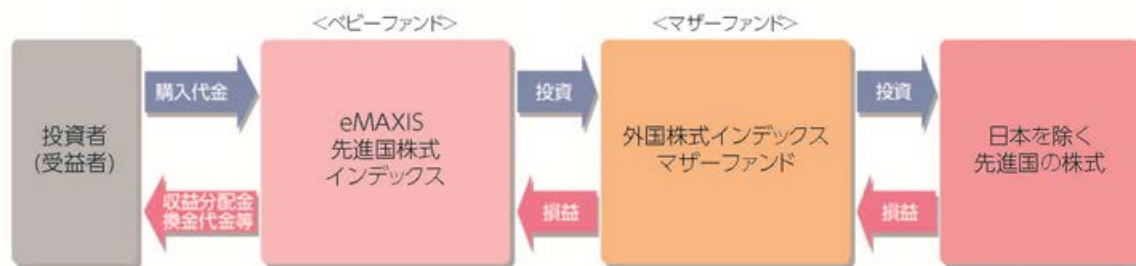 ＜ベビーファンド＞
＜マザーファンド＞
投資者
(受益者)
購入代金
収益分配金
換金代金等
eMAXIS
先進国株式
インデックス
投資
損益
外国株式インデックス
マザーファンド
投資
損益
日本を除く
先進国の株式